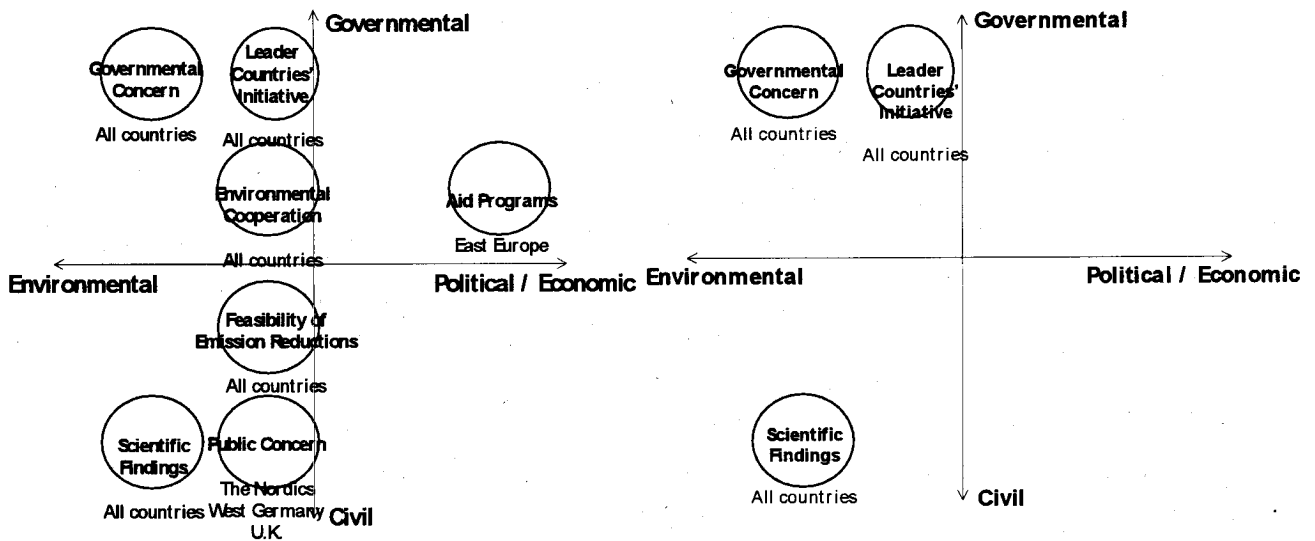 Governmental
Governmental
Concern
All countries
Leader
Countries'
Initiative
All countries
Environmental
Cooperation
All countries
Aid Programs
East Europe
Environmental
Political / Economic
Feasibility of
Emission Reductions
All countries
Scientific
Findings
All countries
Public Concern
The Nordics
West Germany
U.K.
Civil
Governmental
Governmental
Concern
All countries
Leader
Countries'
Initiative
All countries
Environmental
Political / Economic
Scientific
Findings
All countries
Civil